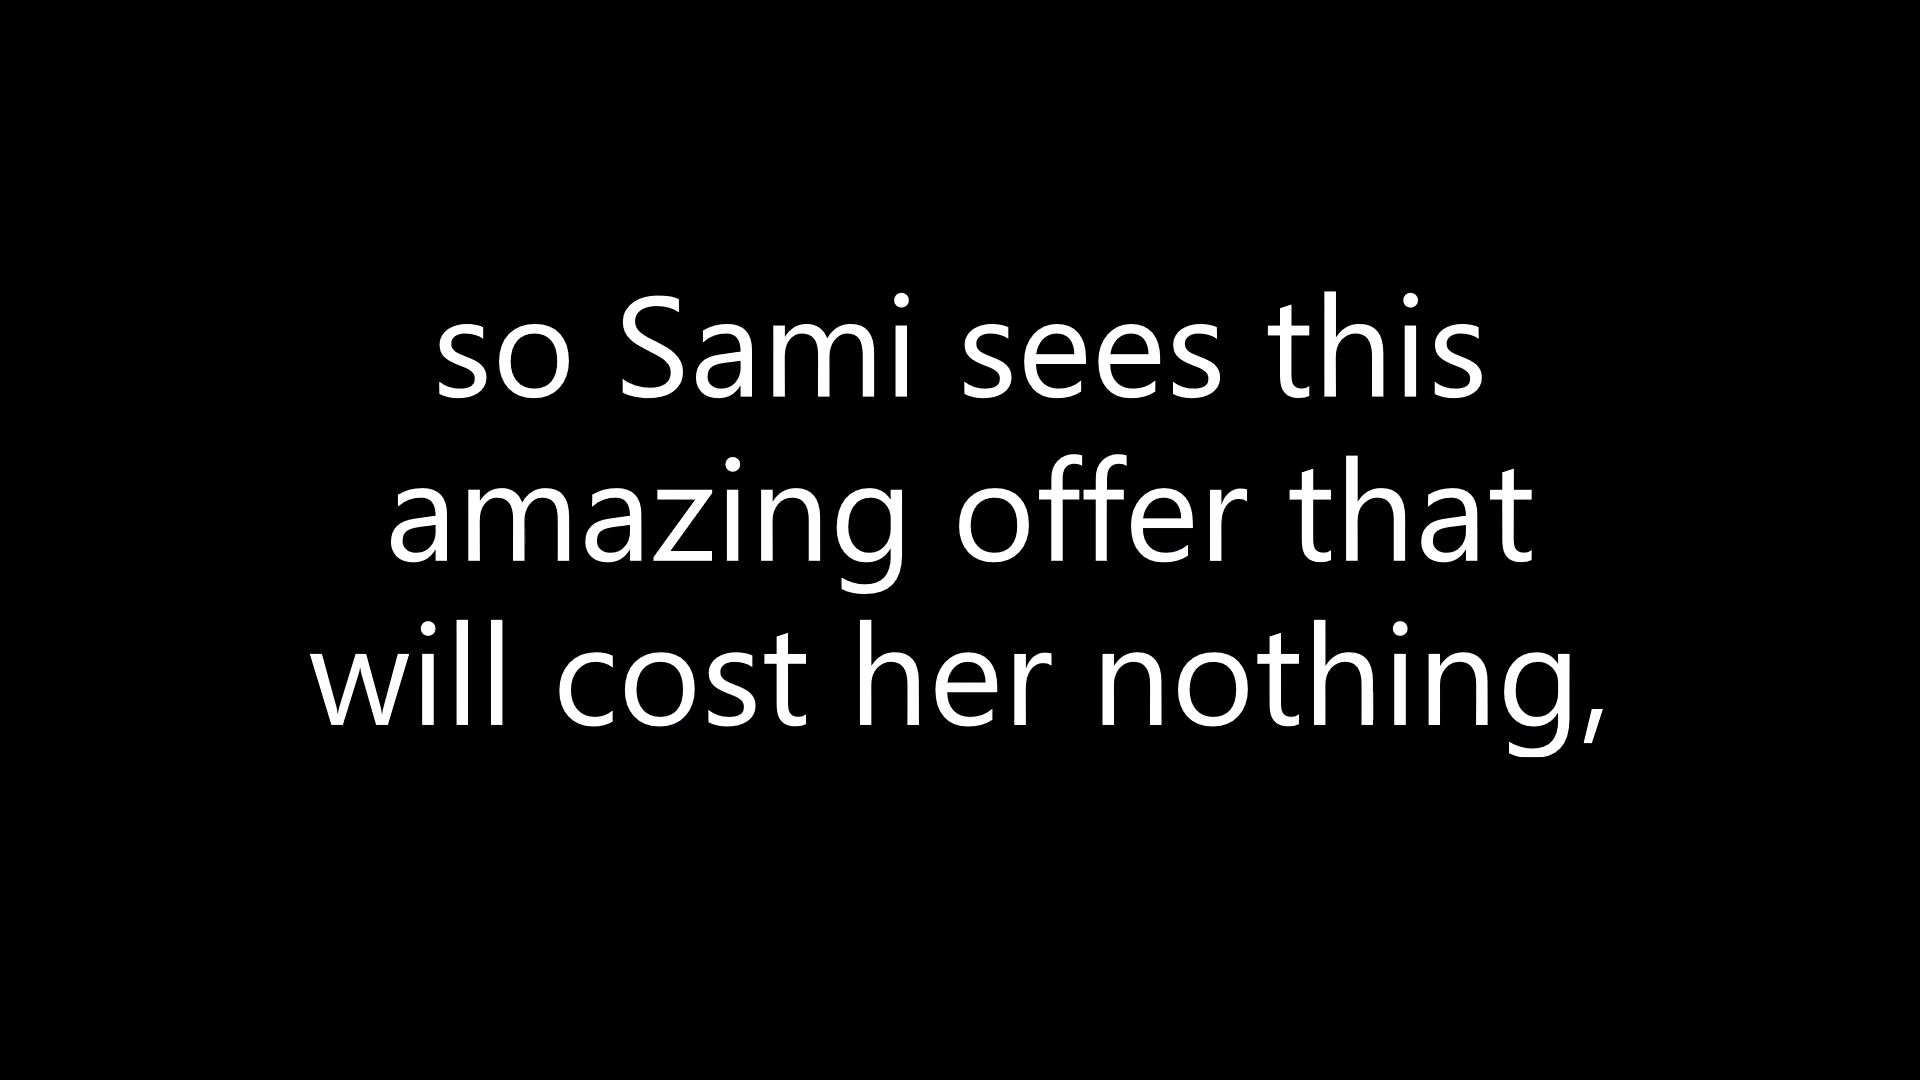 so Sami sees this
amazing offer that
will cost her nothing,